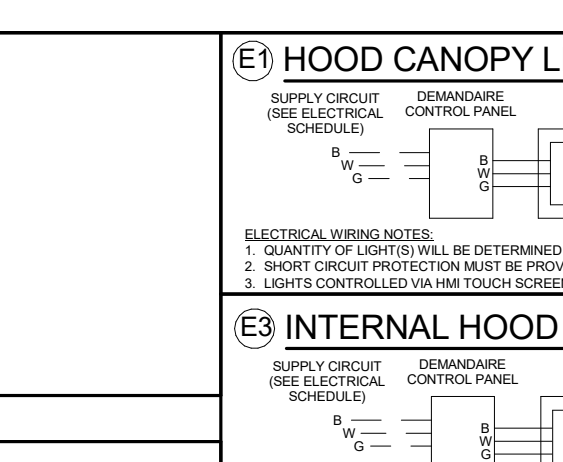 E1 HOOD CANOPY L
SUPPLY CIRCUIT
(SEE ELECTRICAL
SCHEDULE)
DEMANDAIRE
CONTROL PANEL
B
W
G
B
W
G
ELECTRICAL WIRING NOTES:
1. QUANTITY OF LIGHT(S) WILL BE DETERMINED
2. SHORT CIRCUIT PROTECTION MUST BE PROV
3. LIGHTS CONTROLLED VIA HMI TOUCH SCREEN
E3 INTERNAL HOOD
SUPPLY CIRCUIT
(SEE ELECTRICAL
SCHEDULE)
DEMANDAIRE
CONTROL PANEL
B
W
G
B
W
G